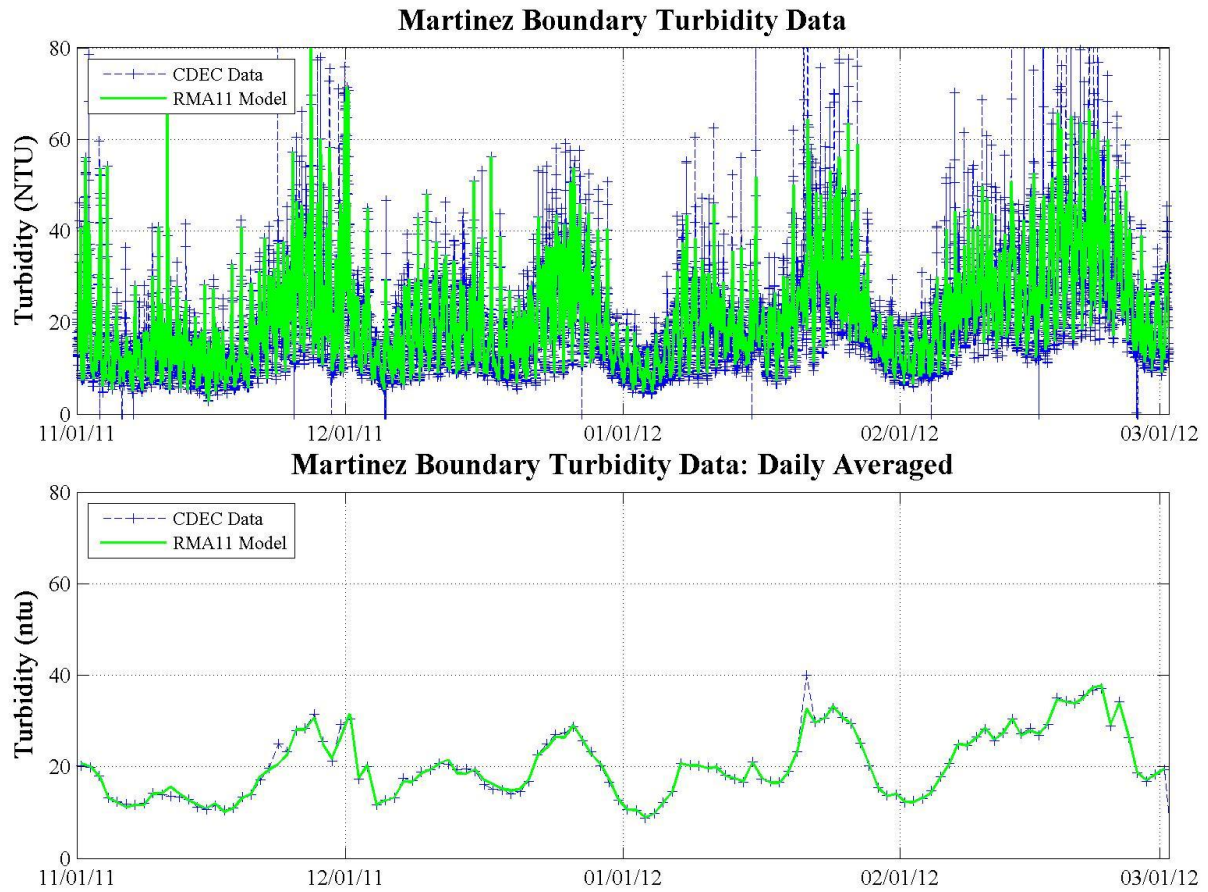 Martinez Boundary Turbidity Data
80
60
40
20
0
Turbidity (NTU)
CDEC Data
RMA11 Model
11/01/11 12/01/11 01/01/12 02/01/12 03/01/12
Martinez Boundary Turbidity Data: Daily Averaged
80
60
40
20
0
Turbidity (ntu)
CDEC Data
RMA11 Model
11/01/11 12/01/11 01/01/12 02/01/12 03/01/12